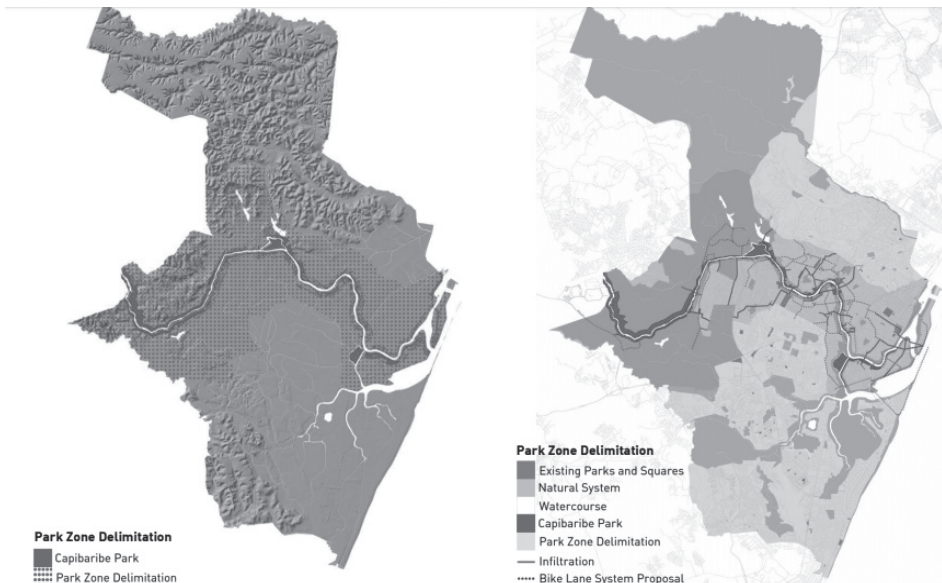 Park Zone Delimitation
Capibaribe Park
Park Zone Delimitation
Park Zone Delimitation
Existing Parks and Squares
Natural System
Watercourse
Capibaribe Park
Park Zone Delimitation
Infiltration
Bike Lane System Proposal